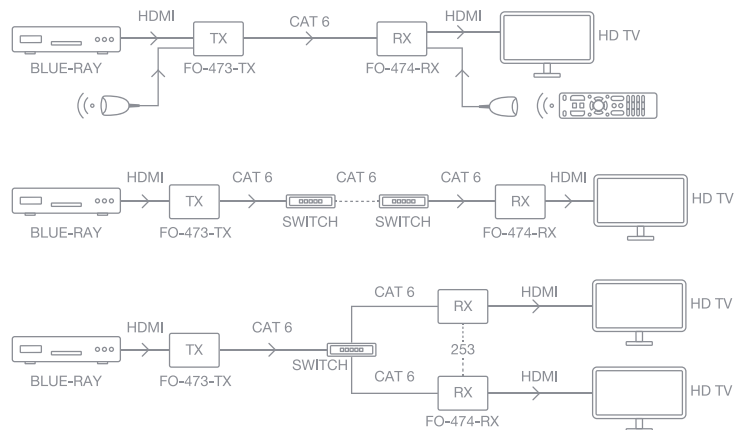 HDMI CAT 6 HDMI
TX RX HD TV
BLUE-RAY FO-473-TX FO-474-RX
HDMI CAT 6 CAT 6 CAT 6 HDMI
TX RX HD TV
BLUE-RAY FO-473-TX SWITCH SWITCH FO-474-RX
CAT 6 HDMI
RX HD TV
HDMI CAT 6
TX 253
SWITCH
BLUE-RAY FO-473-TX CAT 6 HDMI
RX HD TV
FO-474-RX